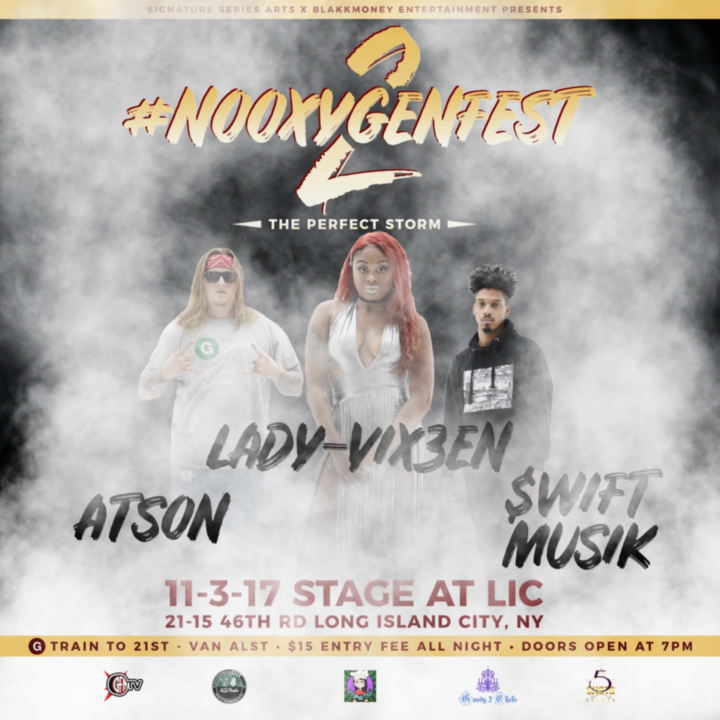 SIGNATURE SERIES ARTS X BLAKKMONEY ENTERTAINMENT PRESENTS
#NOOXYGENFEST
2
THE PERFECT STORM
G
LADY-VIX3EN
ATSON
$WIFT
MUSIK
11-3-17 STAGE AT LIC
21-15 46TH RD LONG ISLAND CITY, NY
G TRAIN TO 21ST - VAN ALST • $15 ENTRY FEE ALL NIGHT • DOORS OPEN AT 7PM
TV
5